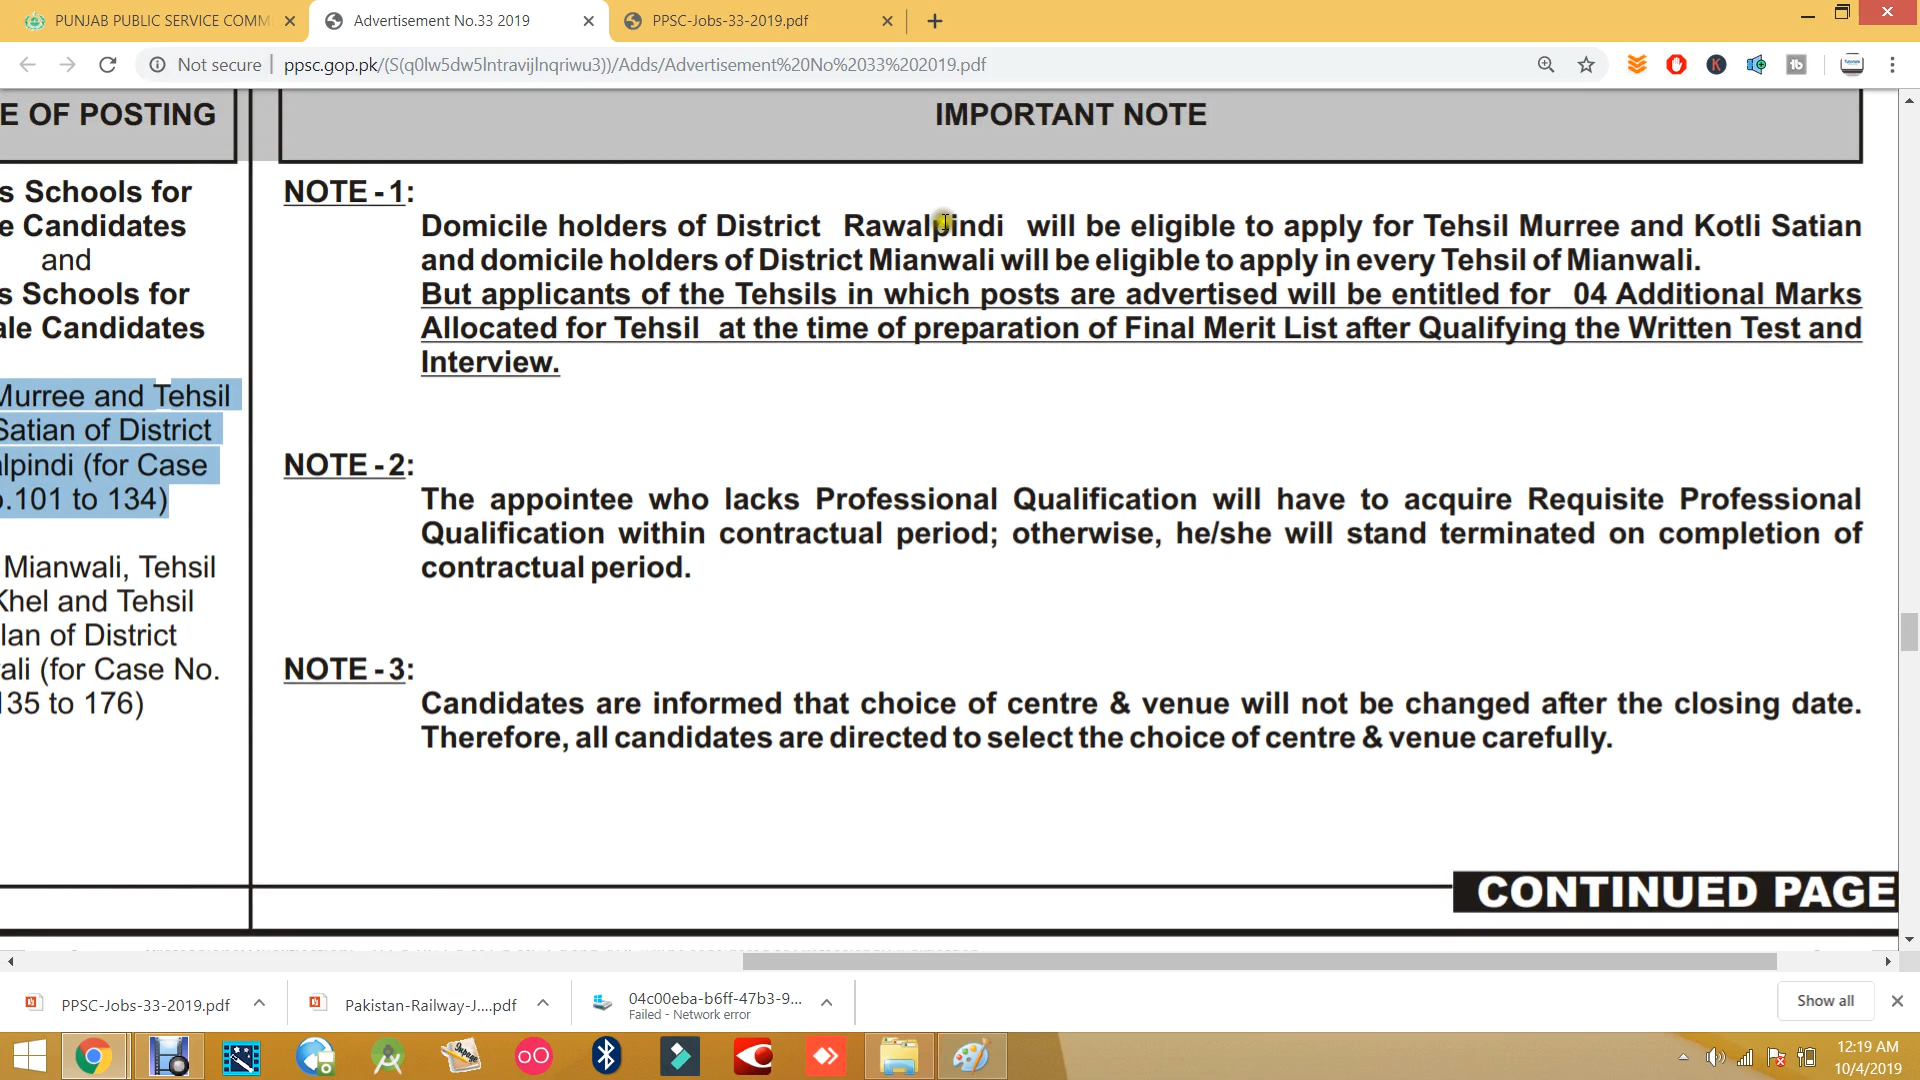 PUNJAB PUBLIC SERVICE COMM
Advertisement No.33 2019
PPSC-Jobs-33-2019.pdf
Not secure
ppsc.gop.pk/(S(q0lw5dw5lntravijlnqriwu3))/Adds/Advertisement%20No%2033%202019.pdf
E OF POSTING
s Schools for
e Candidates
and
s Schools for
ale Candidates
Murree and Tehsil
Satian of District
alpindi (for Case
o.101 to 134)
Mianwali, Tehsil
Khel and Tehsil
lan of District
ali (for Case No.
135 to 176)
IMPORTANT NOTE
NOTE - 1:
Domicile holders of District Rawalpindi will be eligible to apply for Tehsil Murree and Kotli Satian
and domicile holders of District Mianwali will be eligible to apply in every Tehsil of Mianwali.
But applicants of the Tehsils in which posts are advertised will be entitled for 04 Additional Marks
Allocated for Tehsil at the time of preparation of Final Merit List after Qualifying the Written Test and
Interview.
NOTE - 2:
The appointee who lacks Professional Qualification will have to acquire Requisite Professional
Qualification within contractual period; otherwise, he/she will stand terminated on completion of
contractual period.
NOTE - 3:
Candidates are informed that choice of centre & venue will not be changed after the closing date.
Therefore, all candidates are directed to select the choice of centre & venue carefully.
CONTINUED PAGE
PPSC-Jobs-33-2019.pdf
Pakistan-Railway-J....pdf
04c00eba-b6ff-47b3-9...
Failed - Network error
Show all
12:19 AM
10/4/2019